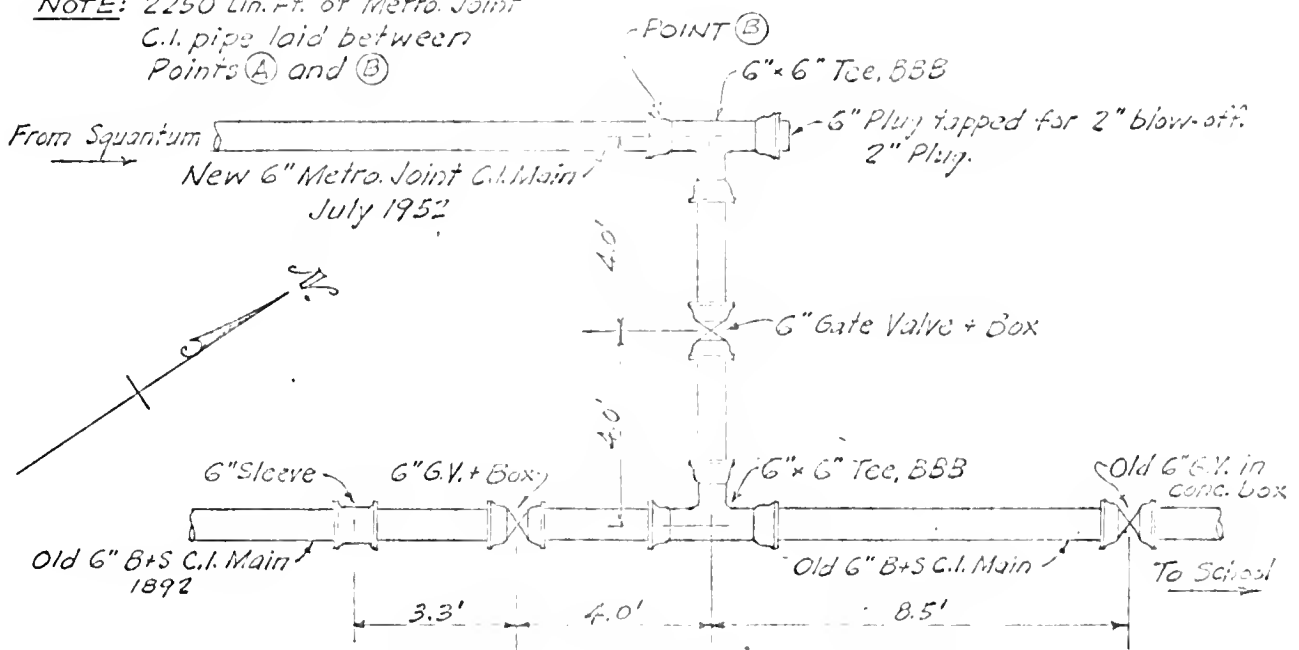 NOTE: 2250 Lin. Ft. of Metro. Joint
C.I. pipe laid between
Points Ⓐ and Ⓑ
POINT Ⓑ
6" x 6" Tee, BBB
6" Plug tapped for 2" blow-off.
2" Plug.
From Squantum
New 6" Metro. Joint C.I. Main
July 1952
4.0'
6" Gate Valve + Box
4.0'
6" Sleeve
6" G.V. + Box
6" x 6" Tee, BBB
Old 6" G.V. in
conc. box
Old 6" B+S C.I. Main
1892
Old 6" B+S C.I. Main
To School
3.3'
4.0'
8.5'